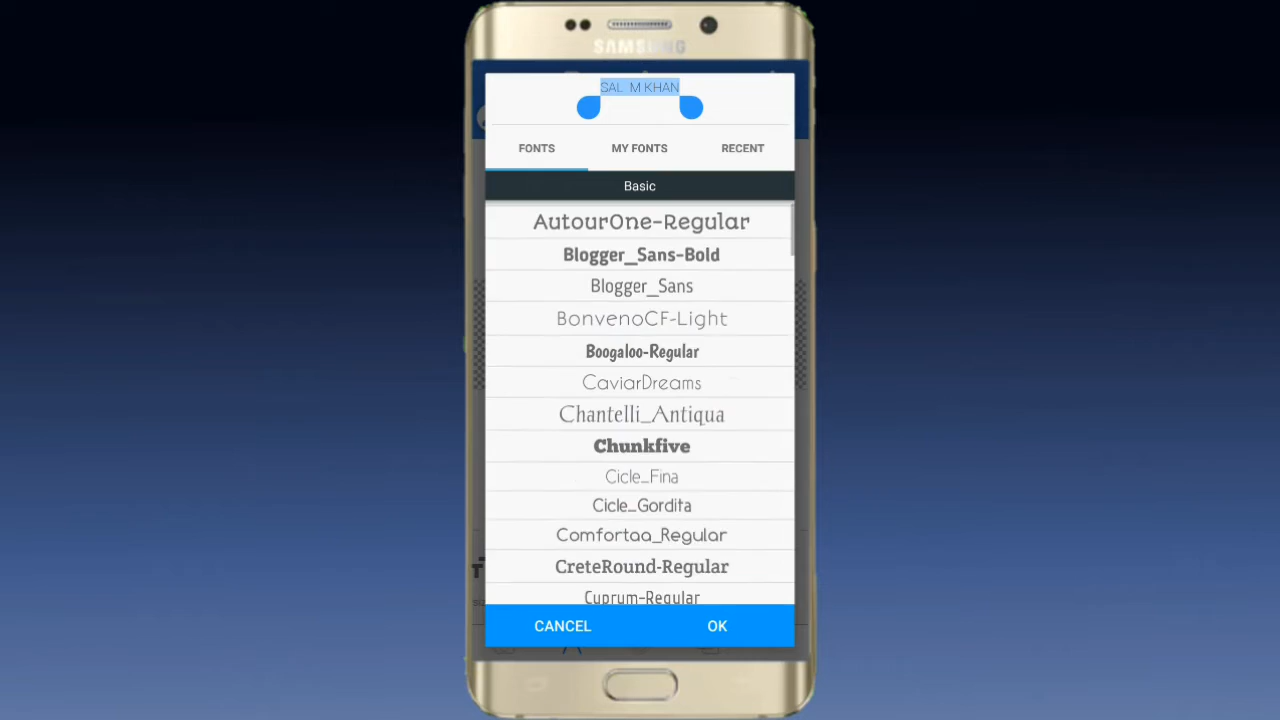 SAMSUNG
SAL M KHAN
FONTS
MY FONTS
RECENT
Basic
AutourOne-Regular
Blogger_Sans-Bold
Blogger_Sans
BonvenoCF-Light
Boogaloo-Regular
CaviarDreams
Chantelli_Antiqua
Chunkfive
Cicle_Fina
Cicle_Gordita
Comfortaa_Regular
CreteRound-Regular
Cuprum-Regular
CANCEL
OK